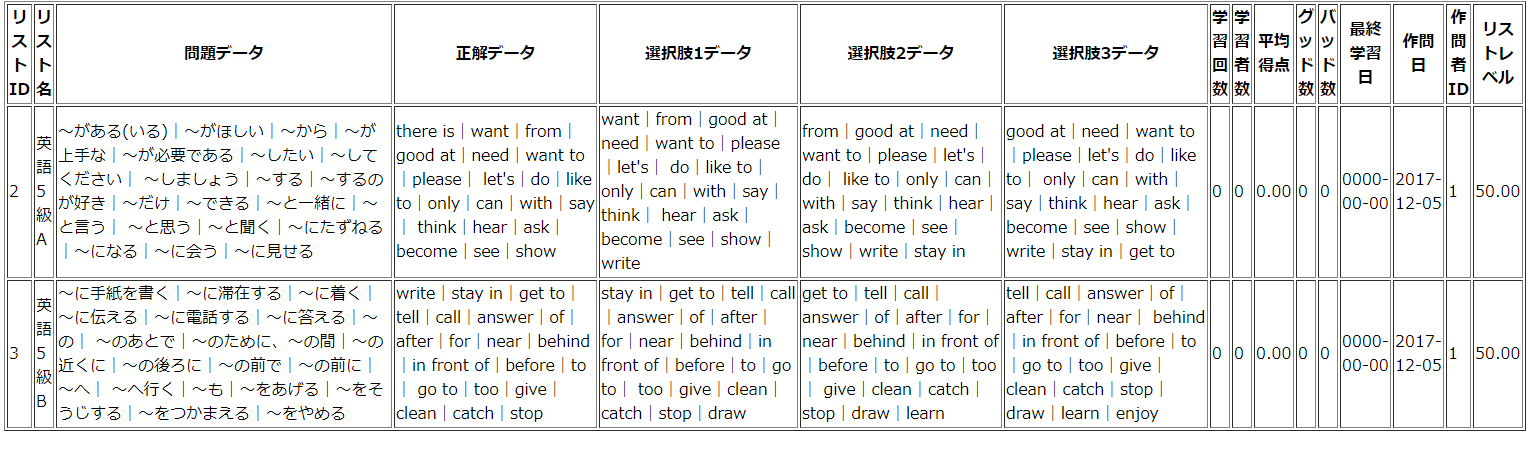 リストID
リスト名
問題データ
正解データ
選択肢1データ
選択肢2データ
選択肢3データ
学習回数
学習者数
平均得点
グッド数
バッド数
最終学習日
作問日
作問者ID
リストレベル
2
英語5級A
～がある(いる)｜～がほしい｜～から｜～が
上手な｜～が必要である｜～したい｜～して
ください｜ ～しましょう｜～する｜～するの
が好き｜～だけ｜～できる｜～と一緒に｜～
と言う｜ ～と思う｜～と聞く｜～にたずねる
｜～になる｜～に会う｜～に見せる
there is｜want｜from｜
good at｜need｜want to
｜please｜ let's｜do｜like
to｜only｜can｜with｜say
｜ think｜hear｜ask｜
become｜see｜show
want｜from｜good at｜
need｜want to｜please
｜let's｜ do｜like to｜
only｜can｜with｜say｜
think｜ hear｜ask｜
become｜see｜show｜
write
from｜good at｜need｜
want to｜please｜let's｜
do｜ like to｜only｜can｜
with｜say｜think｜hear｜
ask｜become｜see｜
show｜write｜stay in
good at｜need｜want to
｜please｜let's｜do｜like
to｜ only｜can｜with｜
say｜think｜hear｜ask｜
become｜see｜show｜
write｜stay in｜get to
0
0
0.00
0
0
0000-
00-00
2017-
12-05
1
50.00
3
英語5級B
～に手紙を書く｜～に滞在する｜～に着く｜
～に伝える｜～に電話する｜～に答える｜～
の｜ ～のあとで｜～のために、～の間｜～の
近くに｜～の後ろに｜～の前で｜～の前に｜
～へ｜ ～へ行く｜～も｜～をあげる｜～をそ
うじする｜～をつかまえる｜～をやめる
write｜stay in｜get to｜
tell｜call｜answer｜of｜
after｜for｜near｜behind
｜in front of｜before｜to
｜ go to｜too｜give｜
clean｜catch｜stop
stay in｜get to｜tell｜call
｜answer｜of｜after｜
for｜near｜behind｜in
front of｜before｜to｜go
to｜ too｜give｜clean｜
catch｜stop｜draw
get to｜tell｜call｜
answer｜of｜after｜for｜
near｜behind｜in front of
｜before｜to｜go to｜too
｜ give｜clean｜catch｜
stop｜draw｜learn
tell｜call｜answer｜of｜
after｜for｜near｜ behind
｜in front of｜before｜to
｜go to｜too｜give｜
clean｜catch｜stop｜
draw｜learn｜enjoy
0
0
0.00
0
0
0000-
00-00
2017-
12-05
1
50.00